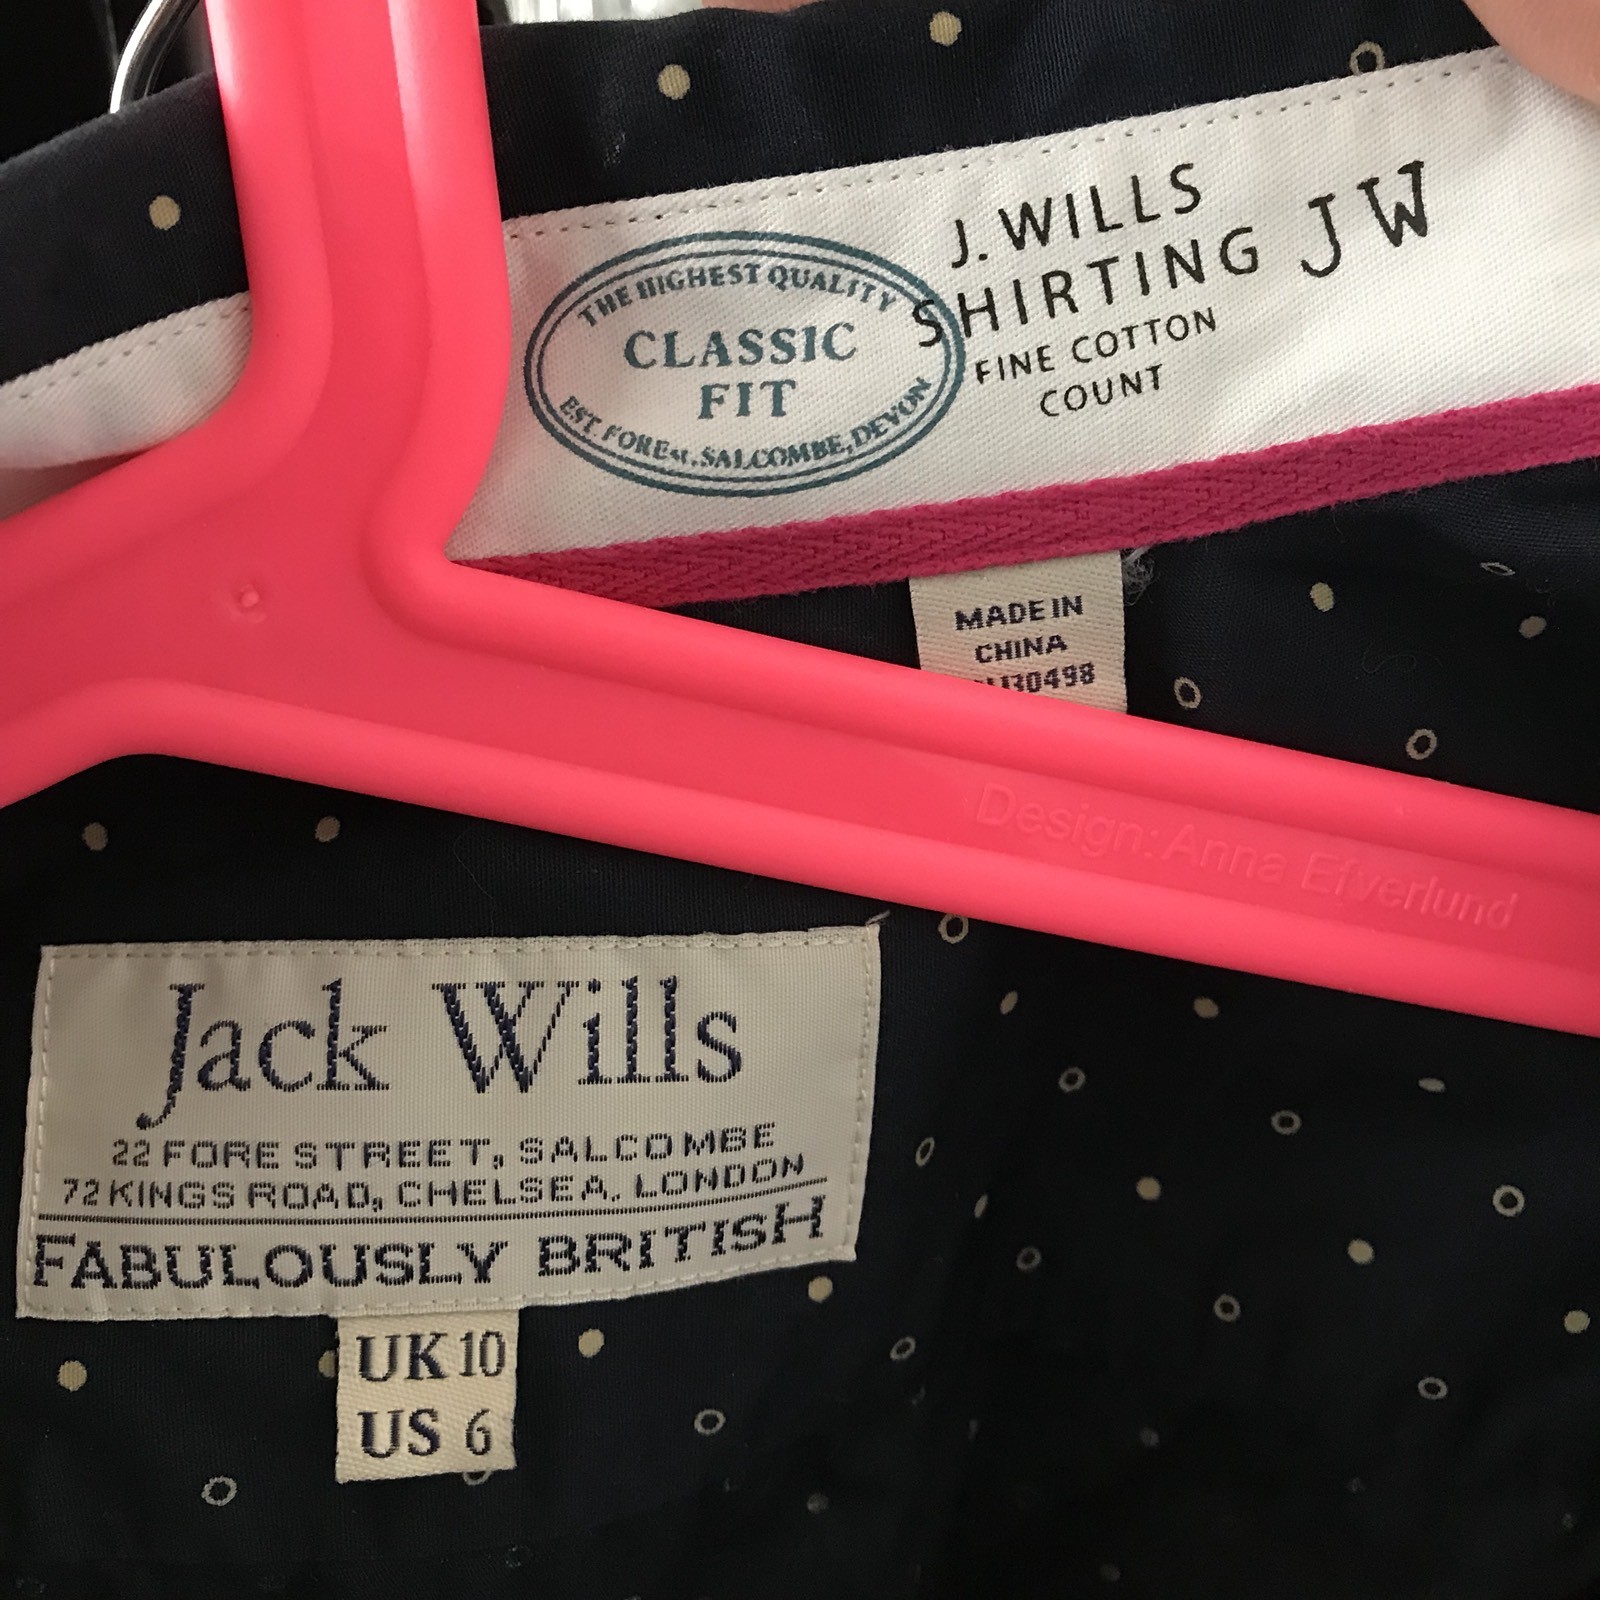 THE HIGHEST QUALITY
CLASSIC
FIT
EST. FORE St., SALCOMBE, DEVON
J. WILLS
SHIRTING
JW
FINE COTTON
COUNT
MADE IN
CHINA
30498
Design: Anna Efverlund
Jack Wills
22 FORE STREET, SALCOMBE
72 KINGS ROAD, CHELSEA, LONDON
FABULOUSLY BRITISH
UK 10
US 6